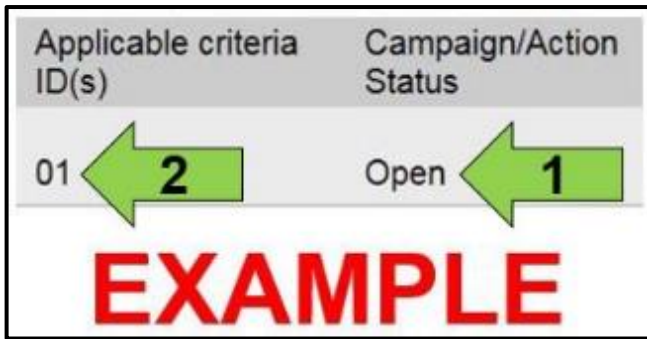 Applicable criteria ID(s)
Campaign/Action Status
01
2
Open
1
EXAMPLE